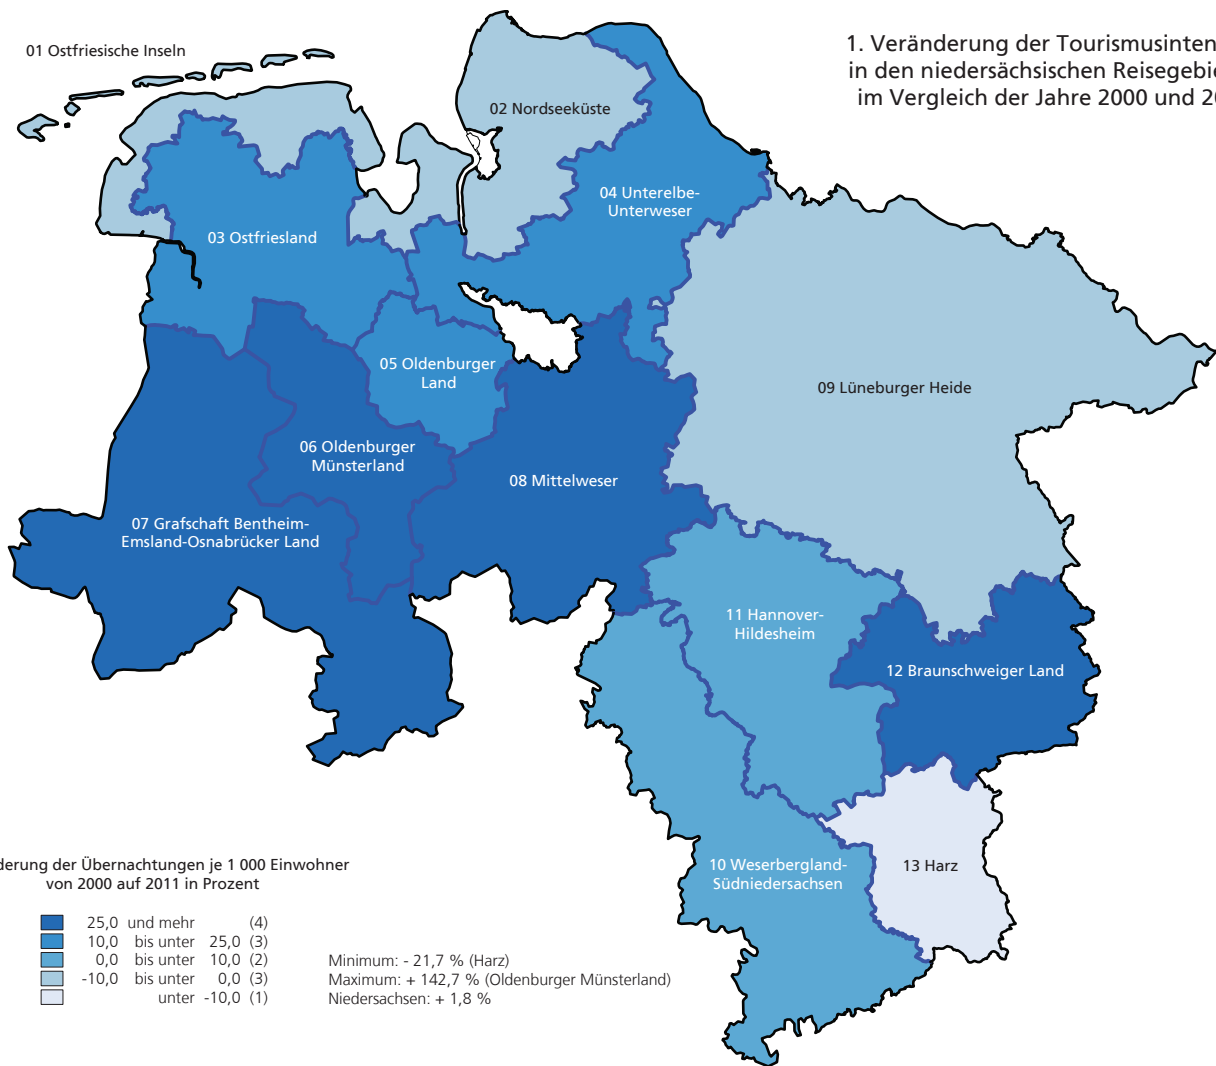 1. Veränderung der Tourismusinten
in den niedersächsischen Reisegebie
im Vergleich der Jahre 2000 und 20
01 Ostfriesische Inseln
02 Nordseeküste
04 Unterelbe-
Unterweser
03 Ostfriesland
05 Oldenburger
Land
09 Lüneburger Heide
06 Oldenburger
Münsterland
08 Mittelweser
07 Grafschaft Bentheim-
Emsland-Osnabrücker Land
11 Hannover-
Hildesheim
12 Braunschweiger Land
10 Weserbergland-
Südniedersachsen
13 Harz
derung der Übernachtungen je 1 000 Einwohner
von 2000 auf 2011 in Prozent
25,0 und mehr (4)
10,0 bis unter 25,0 (3)
0,0 bis unter 10,0 (2)
-10,0 bis unter 0,0 (3)
unter -10,0 (1)
Minimum: - 21,7 % (Harz)
Maximum: + 142,7 % (Oldenburger Münsterland)
Niedersachsen: + 1,8 %